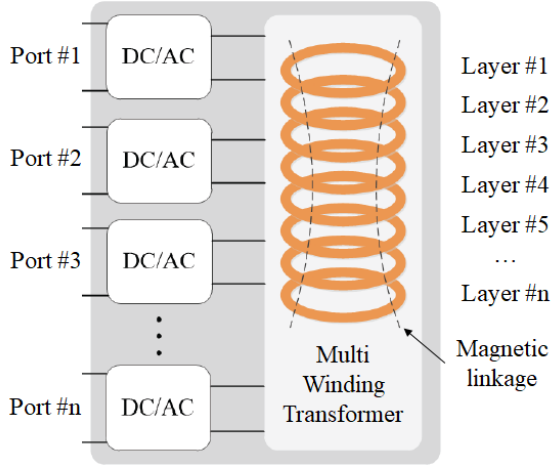 Port #1
DC/AC
Port #2
DC/AC
Port #3
DC/AC
Port #n
DC/AC
Multi
Winding
Transformer
Layer #1
Layer #2
Layer #3
Layer #4
Layer #5
...
Layer #n
Magnetic
linkage